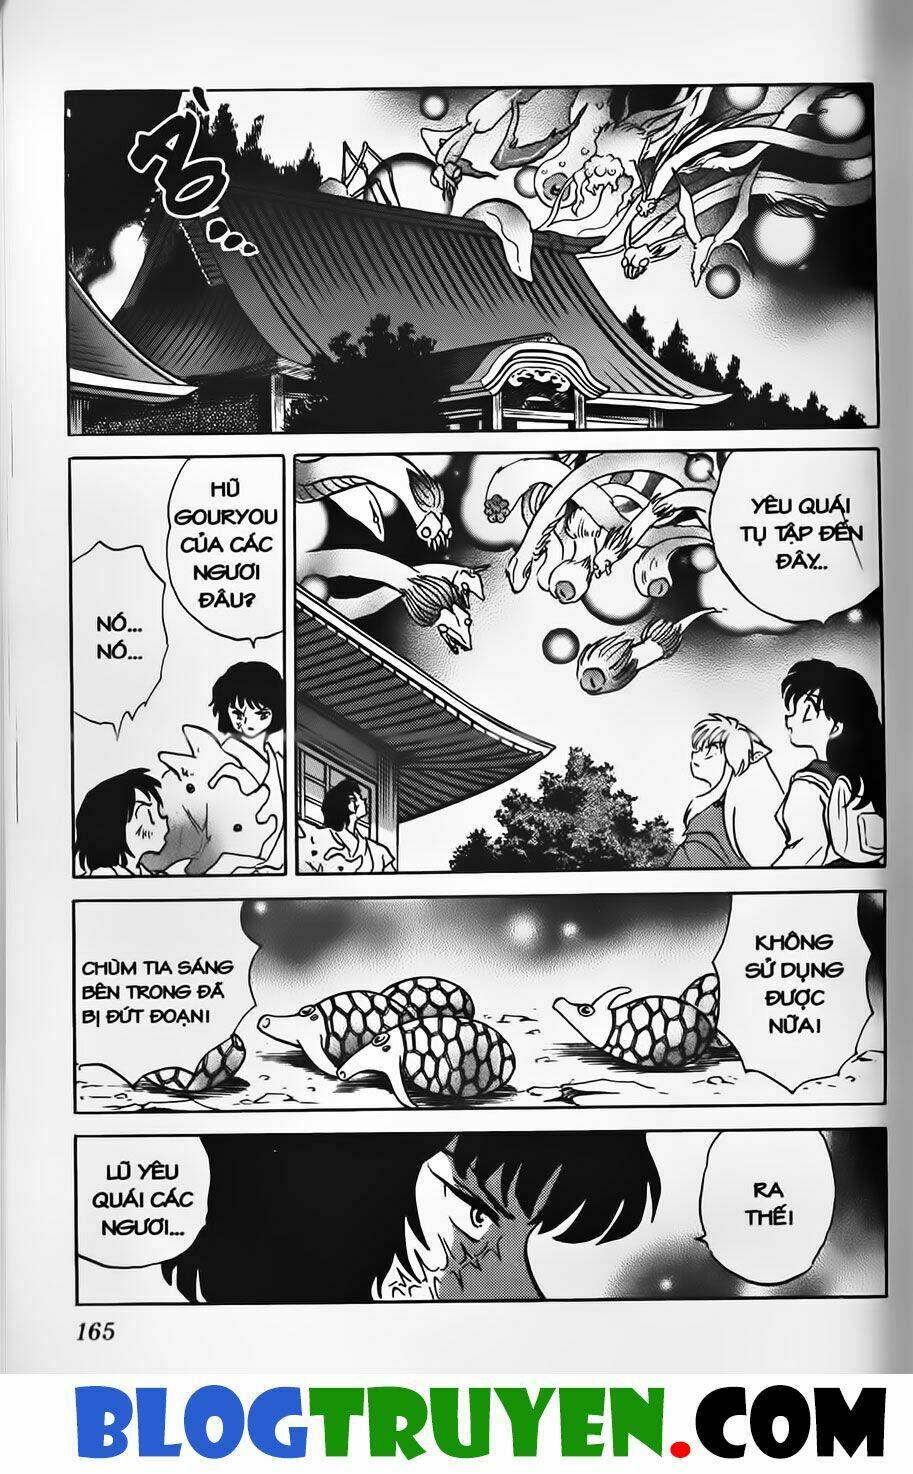 ÀO...
YÊU QUÁI
TỤ TẬP ĐẾN
ĐÂY...
HŨ
GOURYOU
CỦA CÁC
NGƯƠI
ĐÂU?
NÓ...
NÓ...
KHÔNG
SỬ DỤNG
ĐƯỢC
NỮA!
CHÙM TIA SÁNG
BÊN TRONG ĐÃ
BỊ ĐỨT ĐOẠN!
RA
THẾ!
LŨ YÊU
QUÁI CÁC
NGƯƠI...
165
BLOGTRUYEN.COM